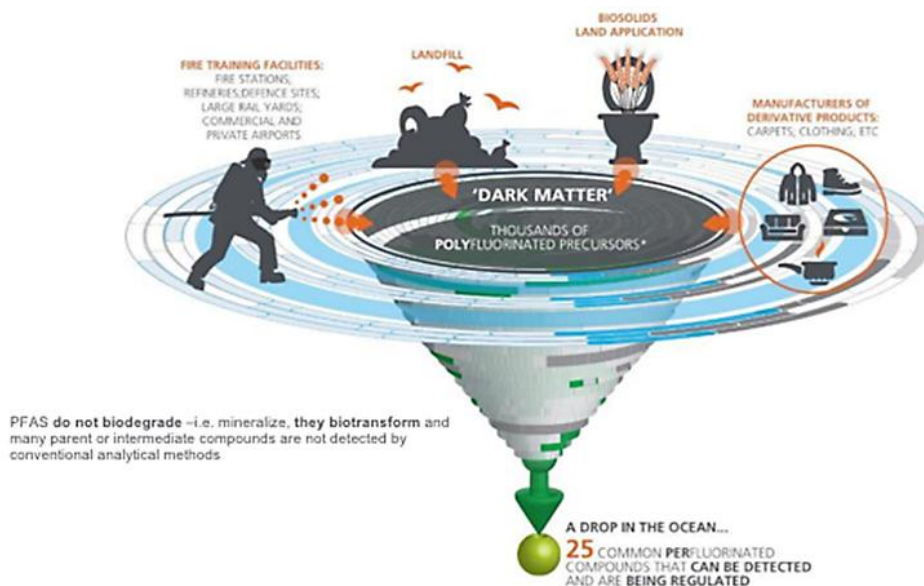 FIRE TRAINING FACILITIES:
FIRE STATIONS;
REFINERIES;DEFENCE SITES;
LARGE RAIL YARDS;
COMMERCIAL AND
PRIVATE AIRPORTS
LANDFILL
BIOSOLIDS
LAND APPLICATION
MANUFACTURERS OF
DERIVATIVE PRODUCTS:
CARPETS; CLOTHING; ETC
'DARK MATTER'
THOUSANDS OF
POLYFLUORINATED PRECURSORS*
PFAS do not biodegrade –i.e. mineralize, they biotransform and
many parent or intermediate compounds are not detected by
conventional analytical methods
A DROP IN THE OCEAN...
25 COMMON PERFLUORINATED
COMPOUNDS THAT CAN BE DETECTED
AND ARE BEING REGULATED